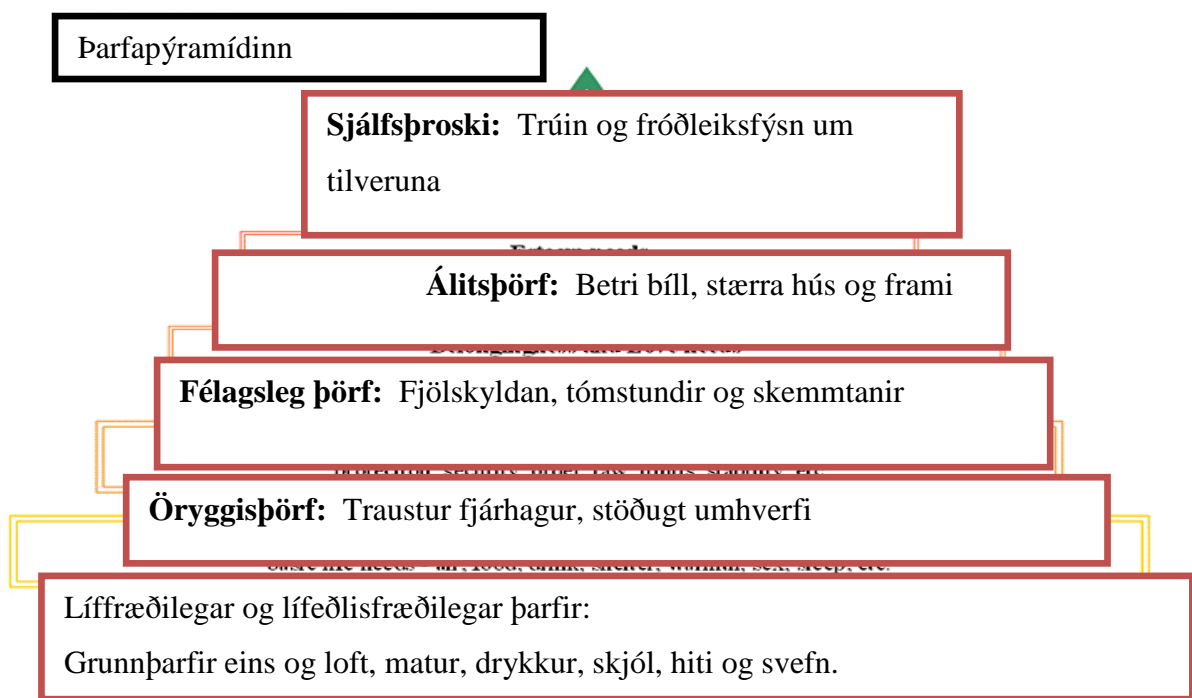 Þarfapýramídinn
Sjálfsþroski: Trúin og fróðleiksfýsn um
tilveruna
Álitsþörf: Betri bíll, stærra hús og frami
Félagsleg þörf: Fjölskyldan, tómstundir og skemmtanir
Öryggisþörf: Traustur fjárhagur, stöðugt umhverfi
Líffræðilegar og lífeðlisfræðilegar þarfir:
Grunnþarfir eins og loft, matur, drykkur, skjól, hiti og svefn.